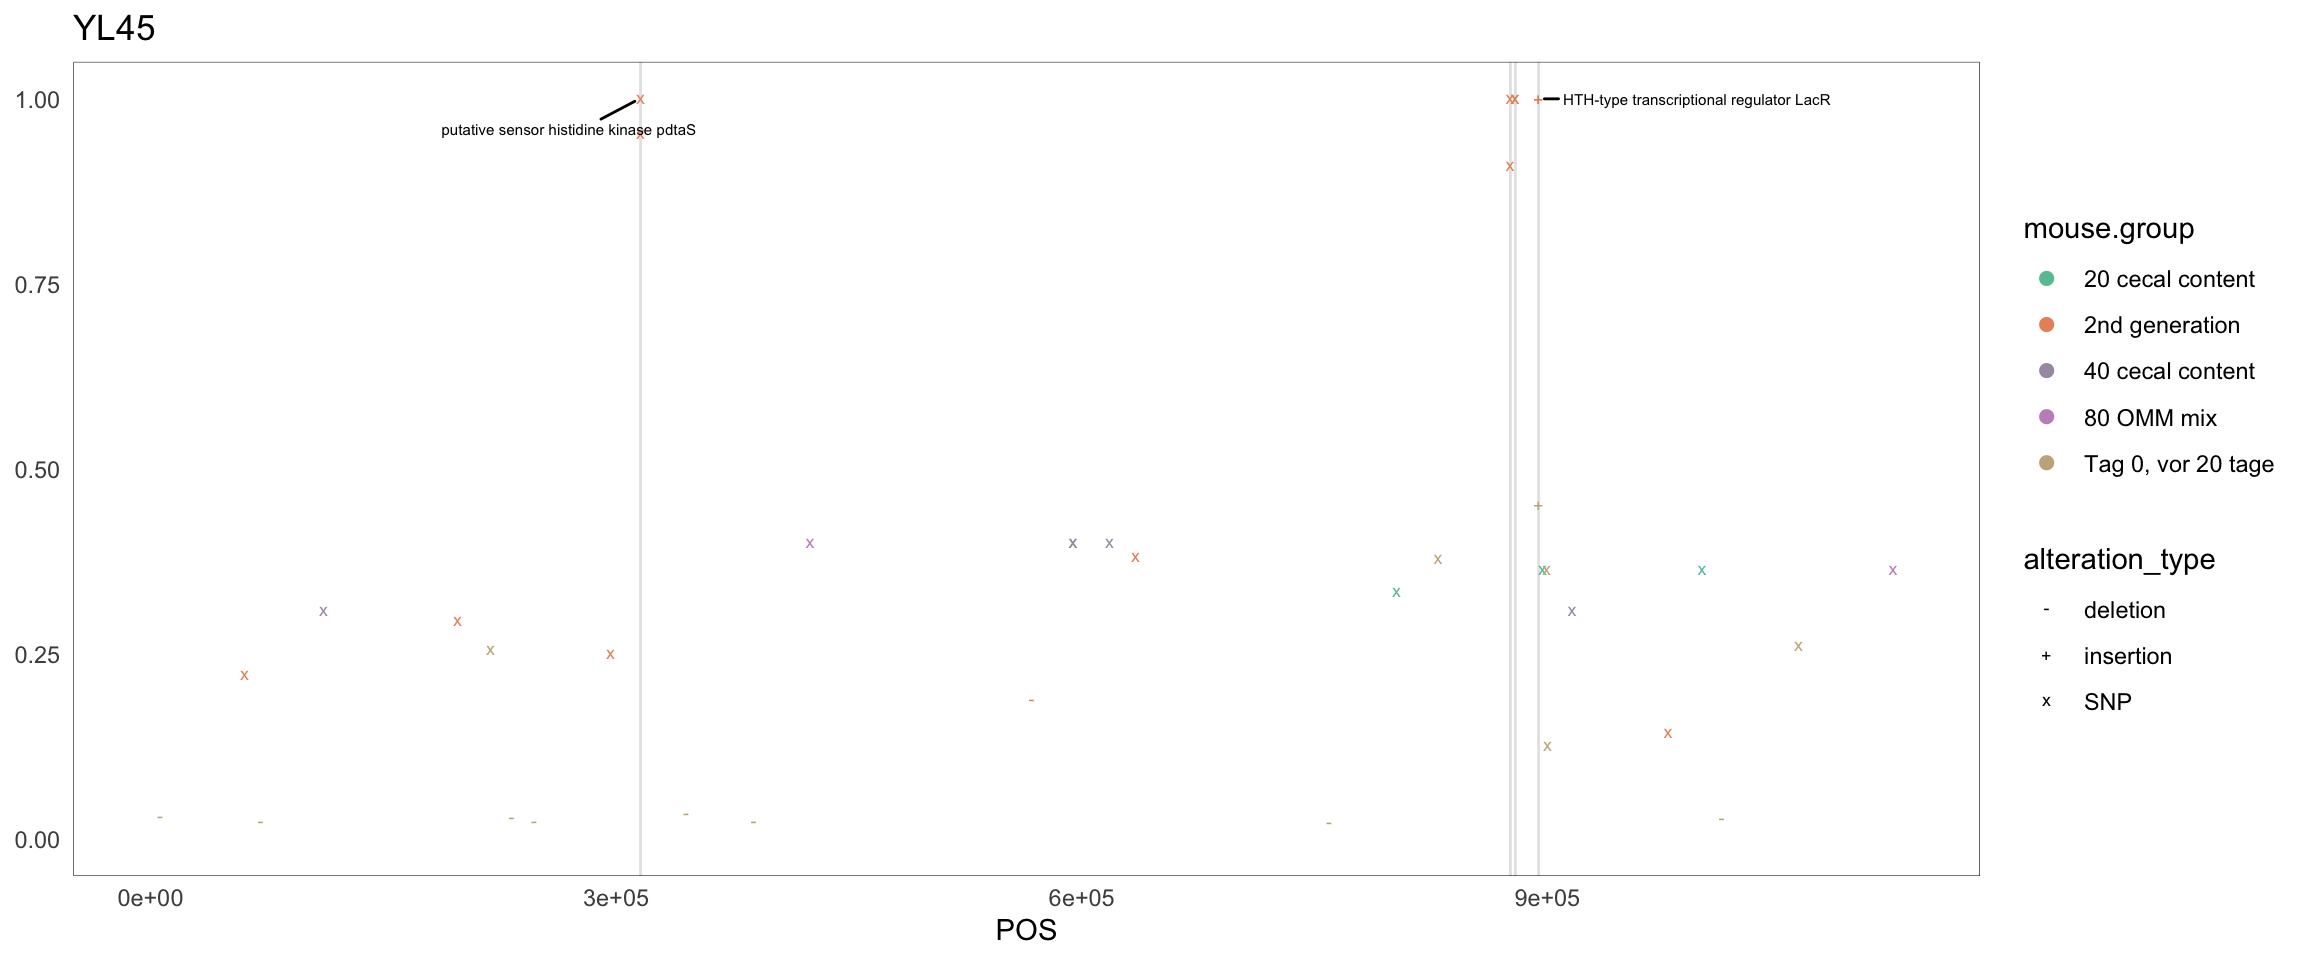 YL45
1.00
0.75
0.50
0.25
0.00
putative sensor histidine kinase pdtaS
HTH-type transcriptional regulator LacR
0e+00
3e+05
6e+05
9e+05
POS
mouse.group
20 cecal content
2nd generation
40 cecal content
80 OMM mix
Tag 0, vor 20 tage
alteration_type
- deletion
+ insertion
x SNP